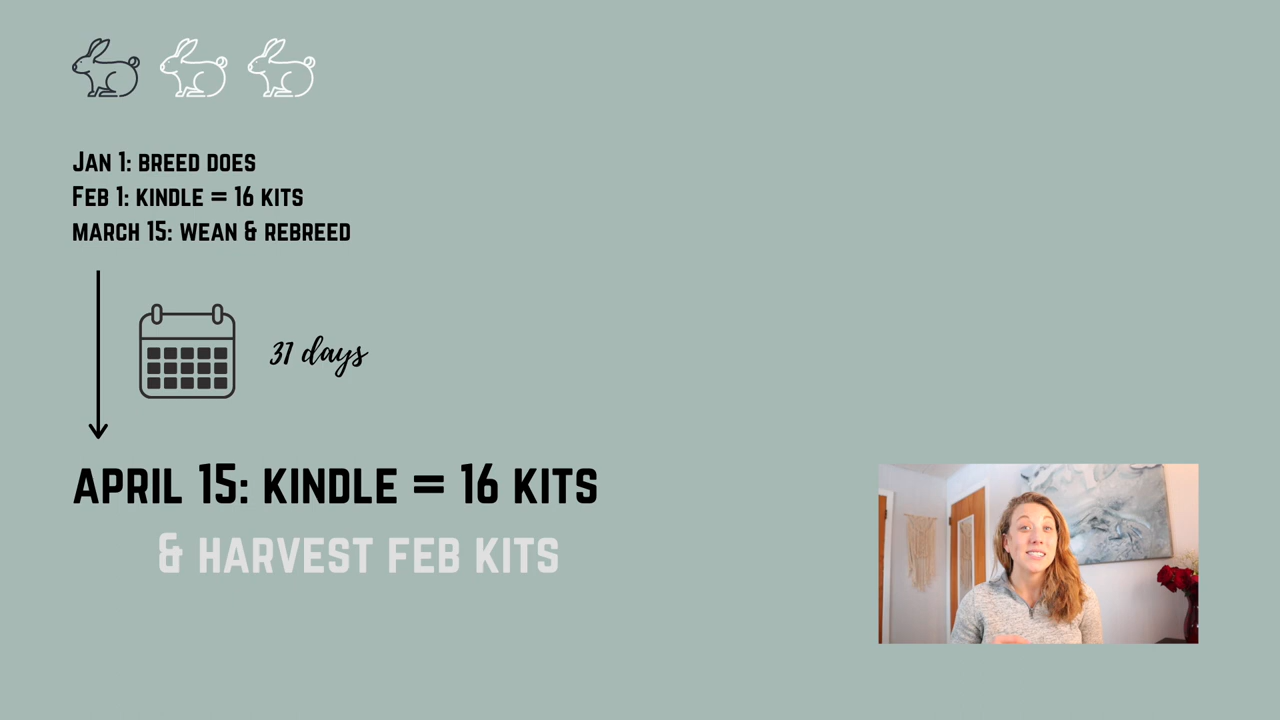 Jan 1: BREED DOES
Feb 1: KINDLE = 16 KITS
MARCH 15: WEAN & REBREED
31 days
APRIL 15: KINDLE = 16 KITS
& HARVEST FEB KITS